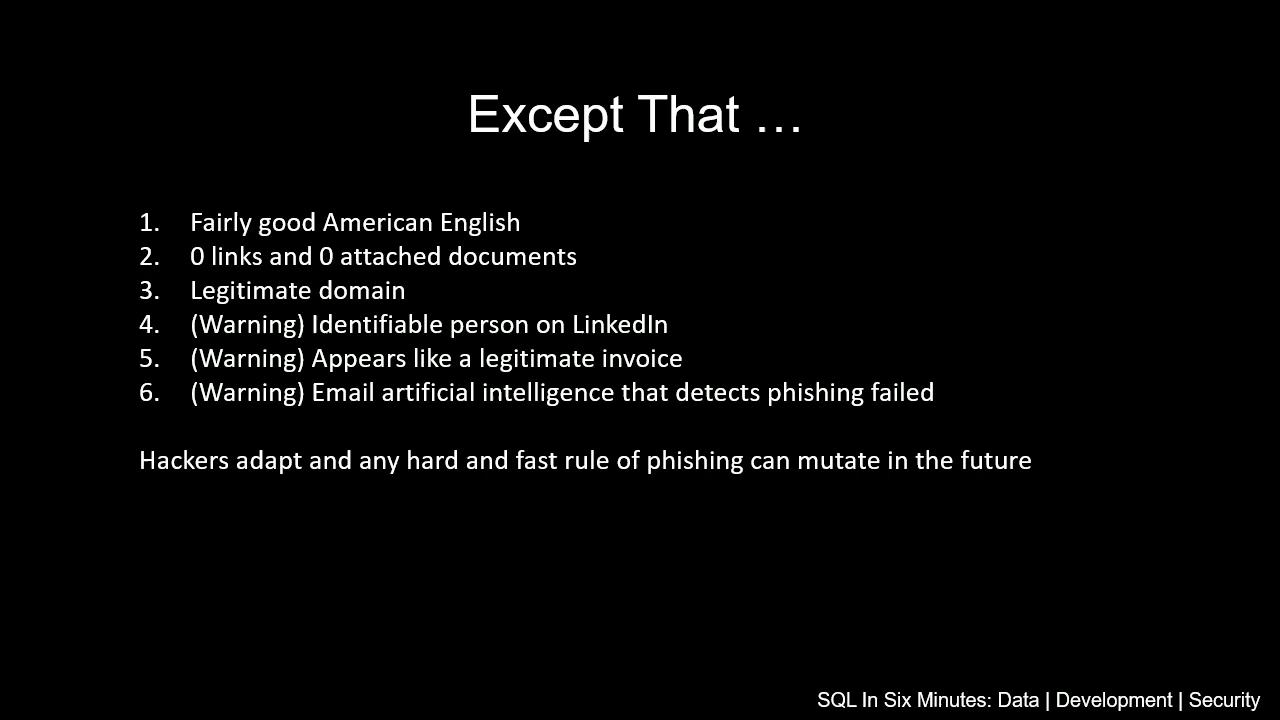 Except That …
1. Fairly good American English
2. 0 links and 0 attached documents
3. Legitimate domain
4. (Warning) Identifiable person on LinkedIn
5. (Warning) Appears like a legitimate invoice
6. (Warning) Email artificial intelligence that detects phishing failed
Hackers adapt and any hard and fast rule of phishing can mutate in the future
SQL In Six Minutes: Data | Development | Security